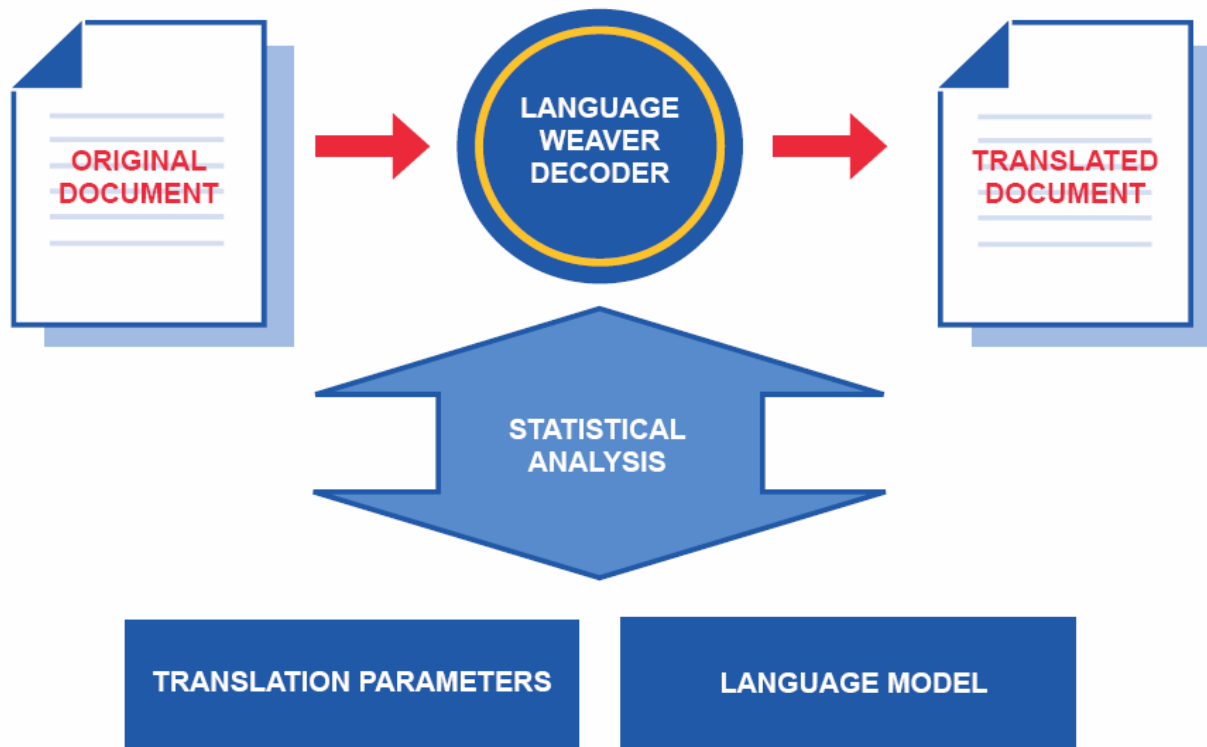 ORIGINAL
DOCUMENT
LANGUAGE
WEAVER
DECODER
TRANSLATED
DOCUMENT
STATISTICAL
ANALYSIS
TRANSLATION PARAMETERS
LANGUAGE MODEL